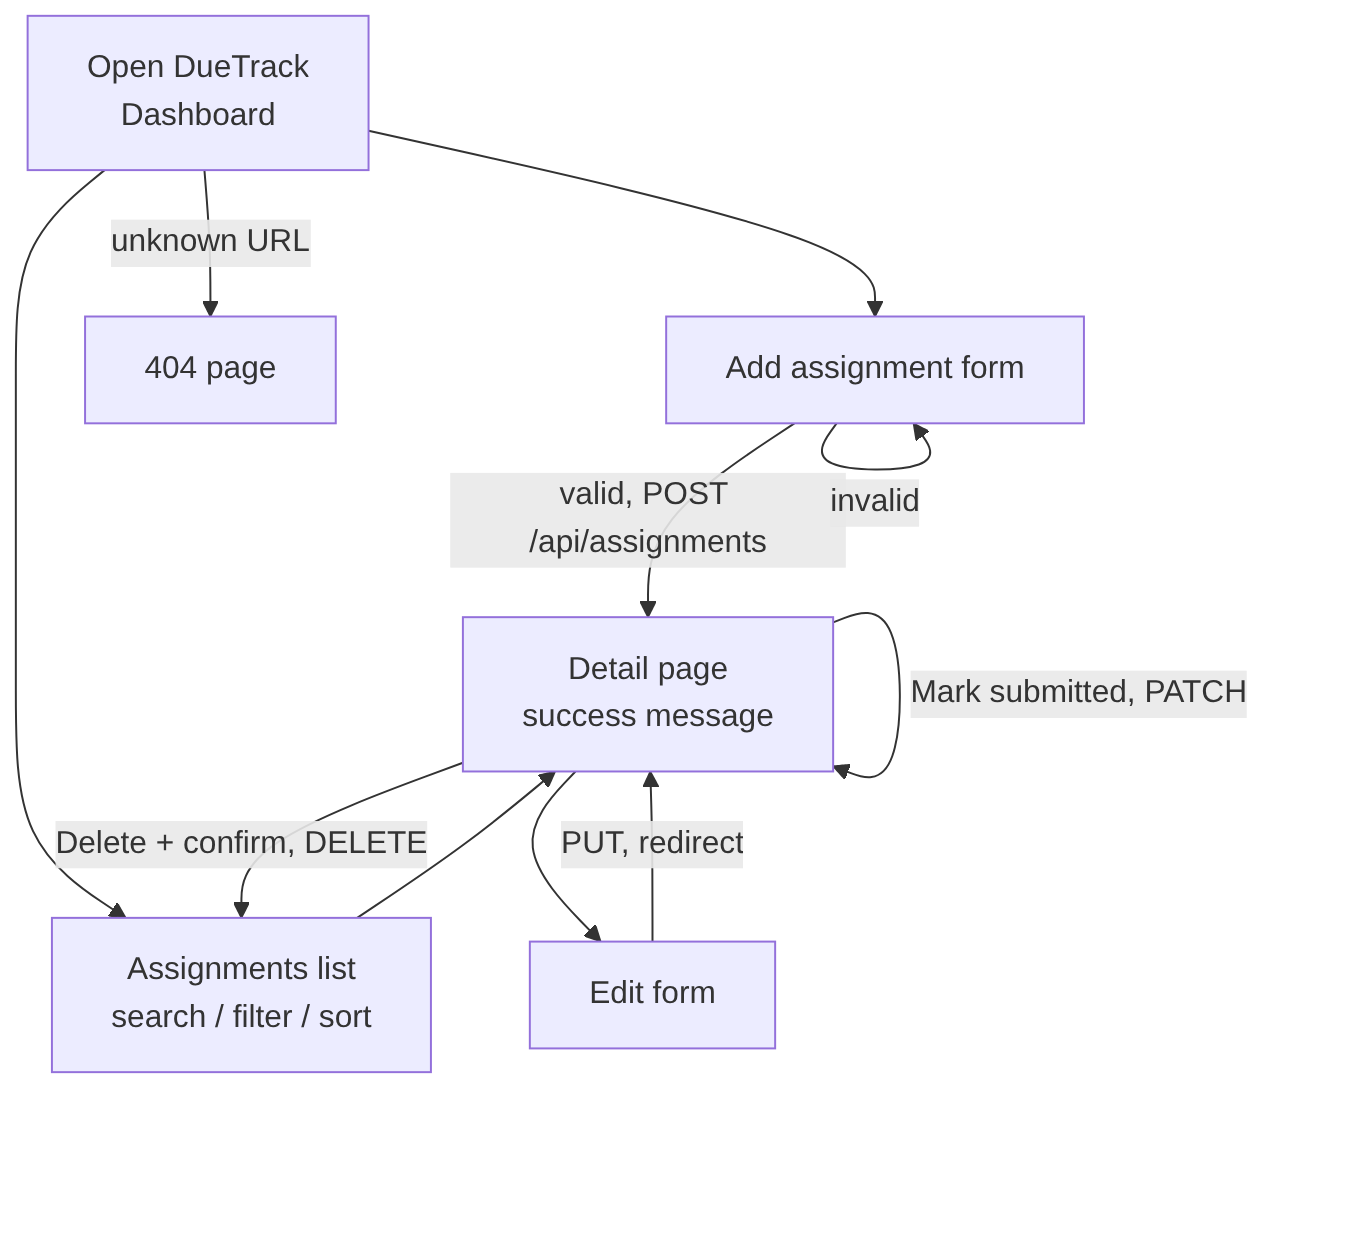 Open DueTrack
Dashboard
unknown URL
404 page
Add assignment form
valid, POST
/api/assignments
invalid
Detail page
success message
Mark submitted, PATCH
Delete + confirm, DELETE
PUT, redirect
Assignments list
search / filter / sort
Edit form